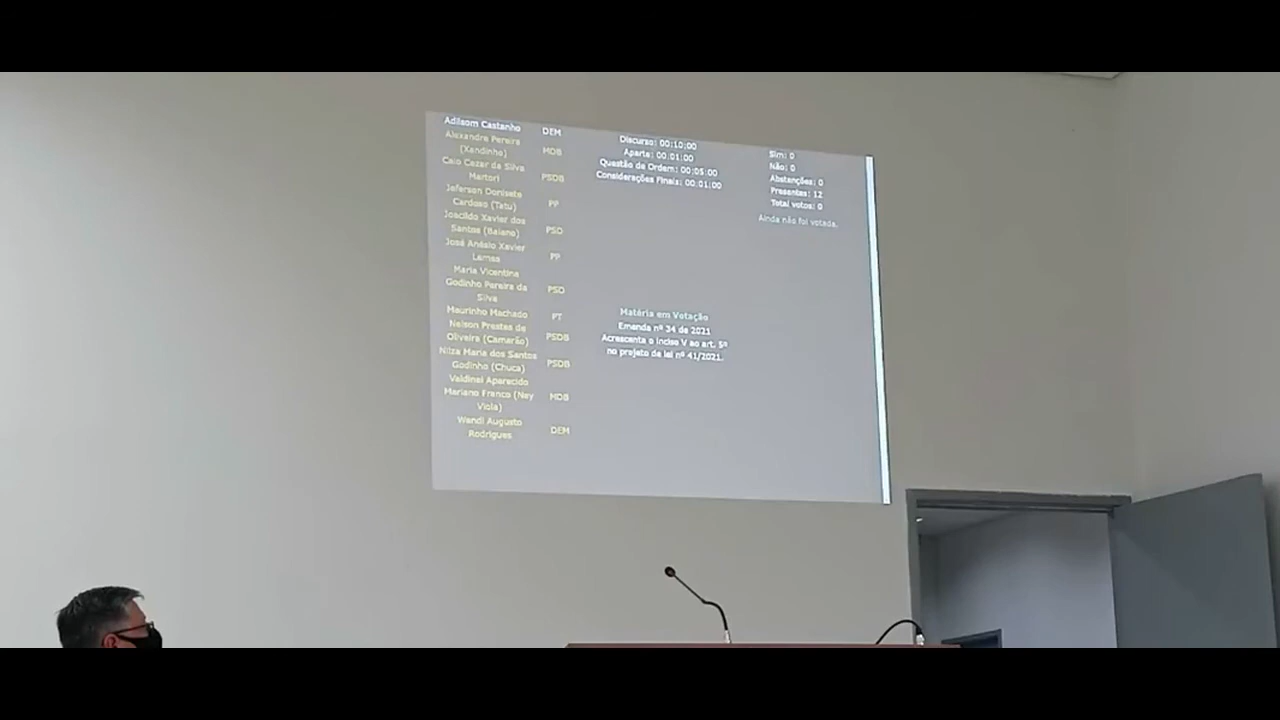 Adilsom Castanho DEM
Alexandre Pereira
(Xandinho) MDB
Caio Cezar da Silva
Martori PSDB
Jeferson Donisete
Cardoso (Tatu) PP
Joscildo Xavier dos
Santos (Baiano) PSD
José Anésio Xavier
Lemes PP
Maria Vicentina
Godinho Pereira da
Silva PSD
Maurinho Machado PT
Nelson Prestes de
Oliveira (Camarão) PSDB
Nilza Maria dos Santos
Godinho (Chuca) PSDB
Valdinei Aparecido
Mariano Franco (Ney
Viola) MDB
Wandi Augusto
Rodrigues DEM
Discurso: 00:10:00
Aparte: 00:01:00
Questão de Ordem: 00:05:00
Considerações Finais: 00:01:00
Matéria em Votação
Emenda nº 34 de 2021
Acrescenta o inciso V ao art. 5º
no projeto de lei nº 41/2021.
Sim: 0
Não: 0
Abstenções: 0
Presentes: 12
Total votos: 0
Ainda não foi votada.